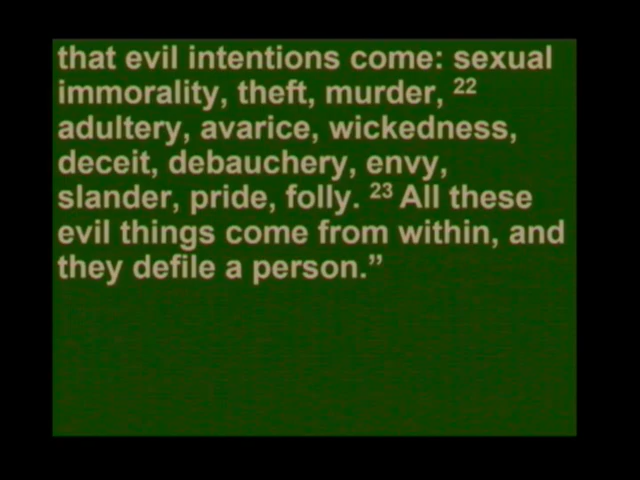 that evil intentions come: sexual
immorality, theft, murder, 22
adultery, avarice, wickedness,
deceit, debauchery, envy,
slander, pride, folly. 23 All these
evil things come from within, and
they defile a person.”